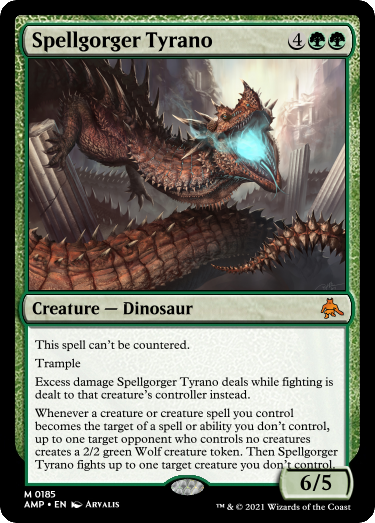 Spellgorger Tyrano 4
Creature — Dinosaur
This spell can't be countered.
Trample
Excess damage Spellgorger Tyrano deals while fighting is
dealt to that creature's controller instead.
Whenever a creature or creature spell you control
becomes the target of a spell or ability you don't control,
up to one target opponent who controls no creatures
creates a 2/2 green Wolf creature token. Then Spellgorger
Tyrano fights up to one target creature you don't control.
6/5
M 0185
AMP • EN Arvalis
™ & © 2021 Wizards of the Coast